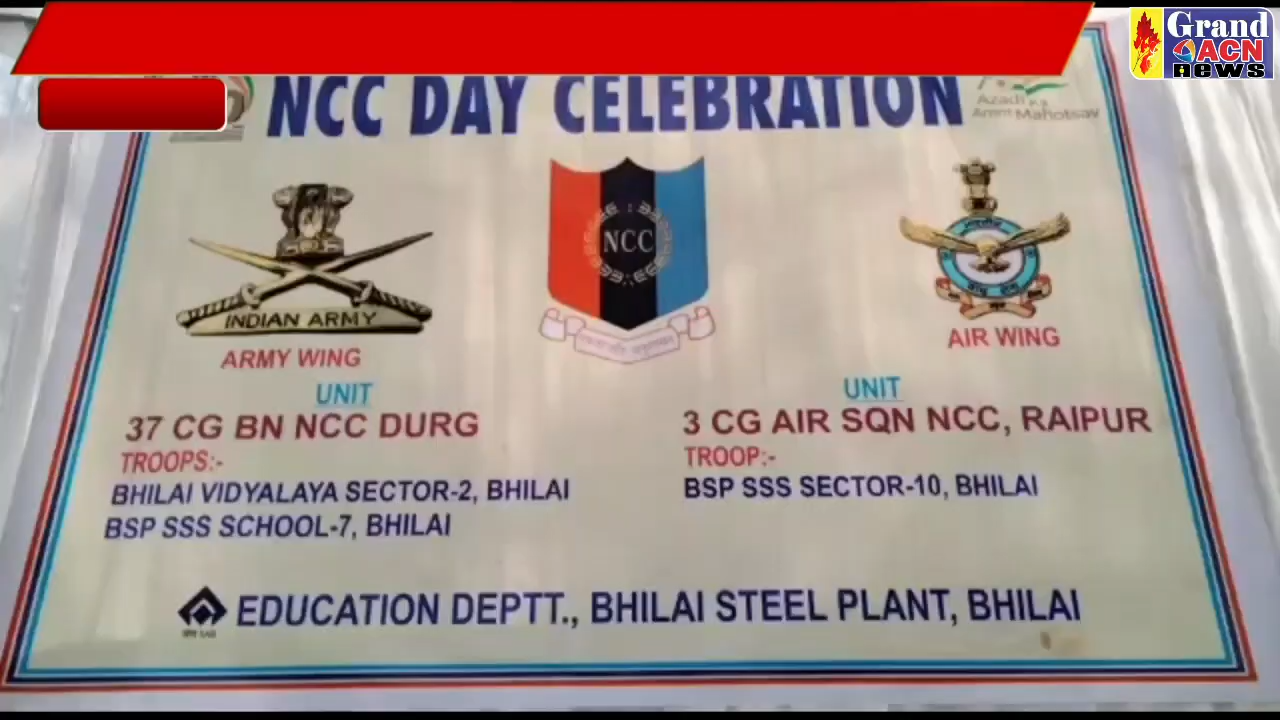 Grand
ACN
news
NCC DAY CELEBRATION
Azadi Ka
Amrit Mahotsav
NCC
INDIAN ARMY
ARMY WING
AIR WING
UNIT
37 CG BN NCC DURG
TROOPS:-
BHILAI VIDYALAYA SECTOR-2, BHILAI
BSP SSS SCHOOL-7, BHILAI
UNIT
3 CG AIR SQN NCC, RAIPUR
TROOP:-
BSP SSS SECTOR-10, BHILAI
EDUCATION DEPTT., BHILAI STEEL PLANT, BHILAI